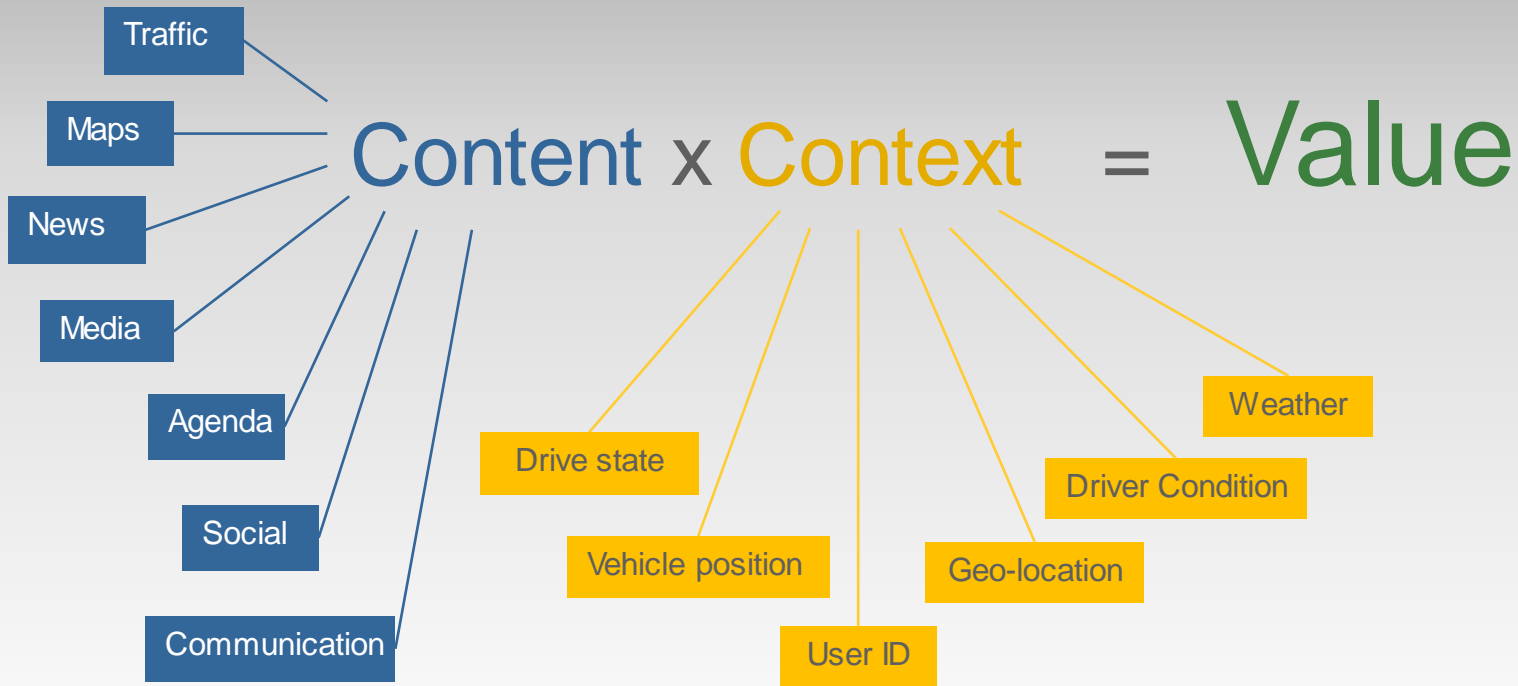 Traffic
Maps
Content x Context = Value
News
Media
Agenda
Social
Communication
Drive state
Vehicle position
User ID
Geo-location
Driver Condition
Weather